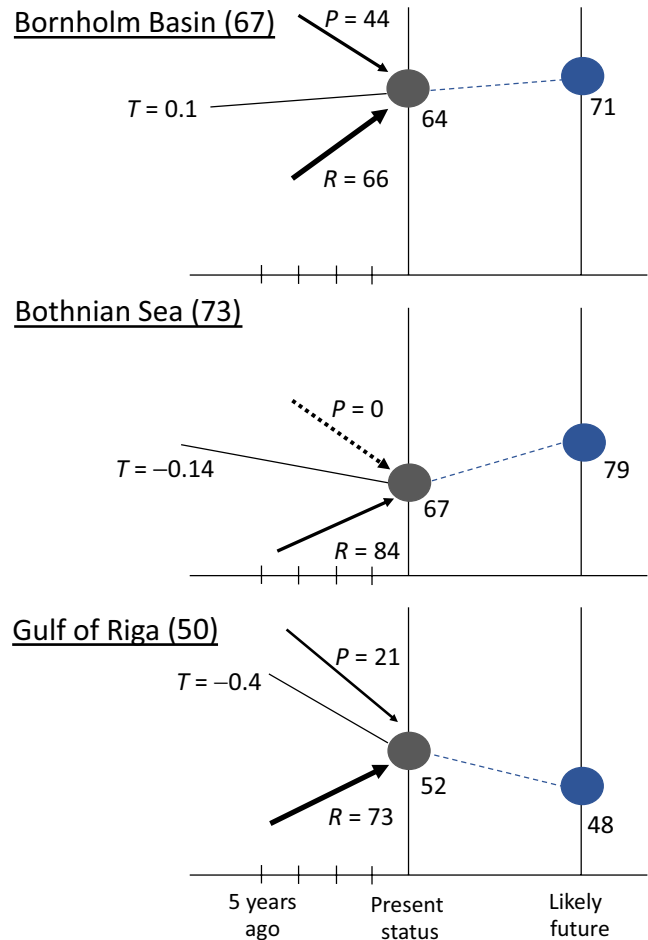 Bornholm Basin (67)
P = 44
T = 0.1
64
71
R = 66
Bothnian Sea (73)
P = 0
T = −0.14
79
67
R = 84
Gulf of Riga (50)
P = 21
T = −0.4
52
R = 73
48
5 years
ago
Present
status
Likely
future